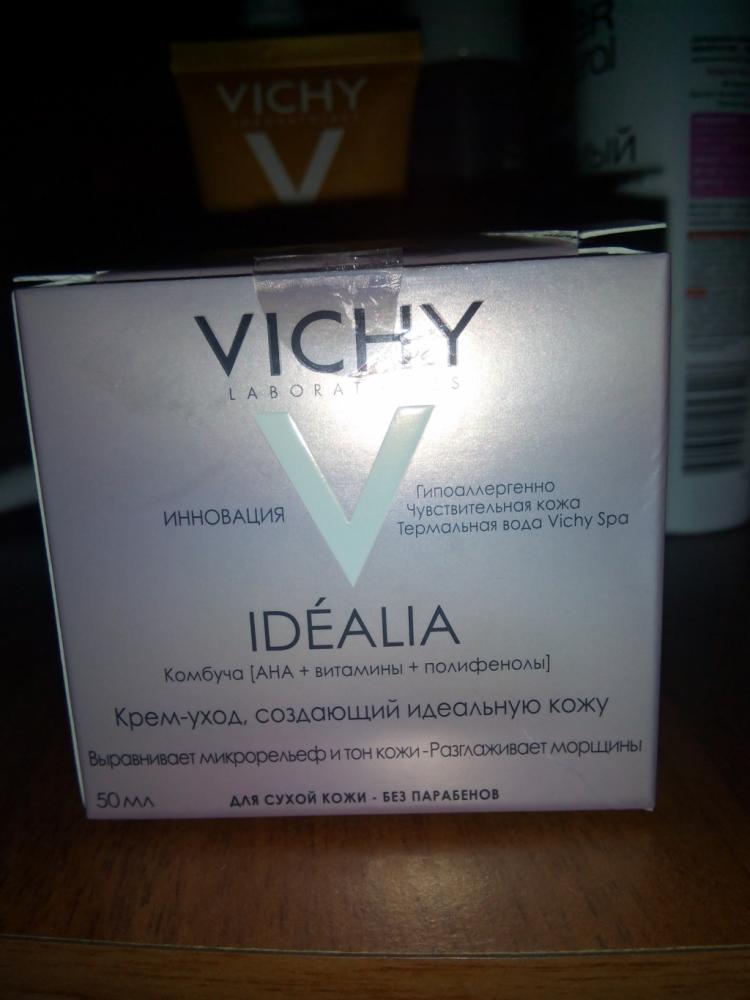 VICHY
V
VICHY
LABORATOIRES
V
ИННОВАЦИЯ
Гипоаллергенно
Чувствительная кожа
Термальная вода Vichy Spa
IDÉALIA
Комбуча [АНА + витамины + полифенолы]
Крем-уход, создающий идеальную кожу
Выравнивает микрорельеф и тон кожи-Разглаживает морщины
50 мл
ДЛЯ СУХОЙ КОЖИ - БЕЗ ПАРАБЕНОВ